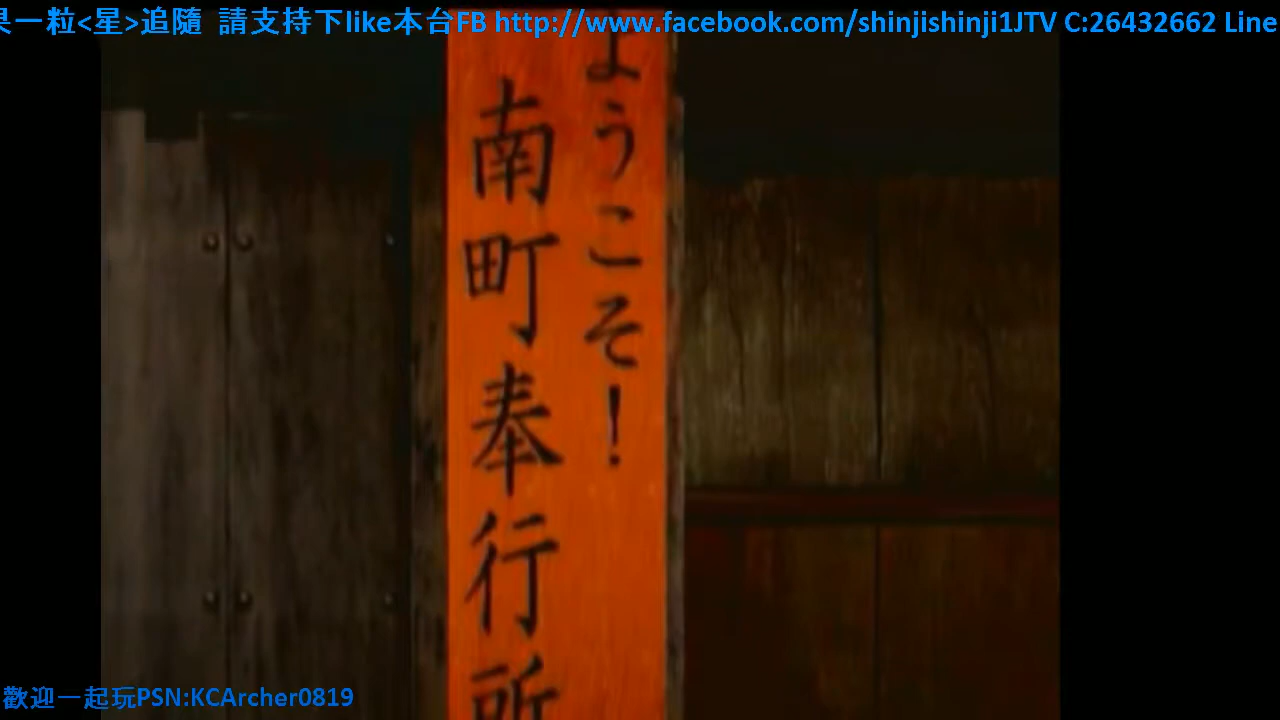 一粒<星>追隨 請支持下like本台FB http://www.facebook.com/shinjishinji1JTV C:26432662 Line
ようこそ!
南町奉行所
歡迎一起玩PSN:KCArcher0819